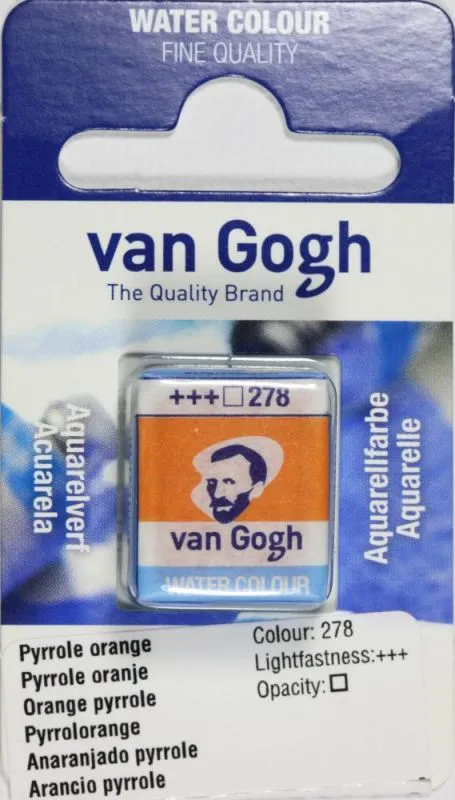 WATER COLOUR
FINE QUALITY
van Gogh
The Quality Brand
+++□278
van Gogh
WATER COLOUR
Aquarelverf
Acuarela
Aquarellfarbe
Aquarelle
Pyrrole orange
Pyrrole oranje
Orange pyrrole
Pyrrolorange
Anaranjado pyrrole
Arancio pyrrole
Colour: 278
Lightfastness:+++
Opacity:□